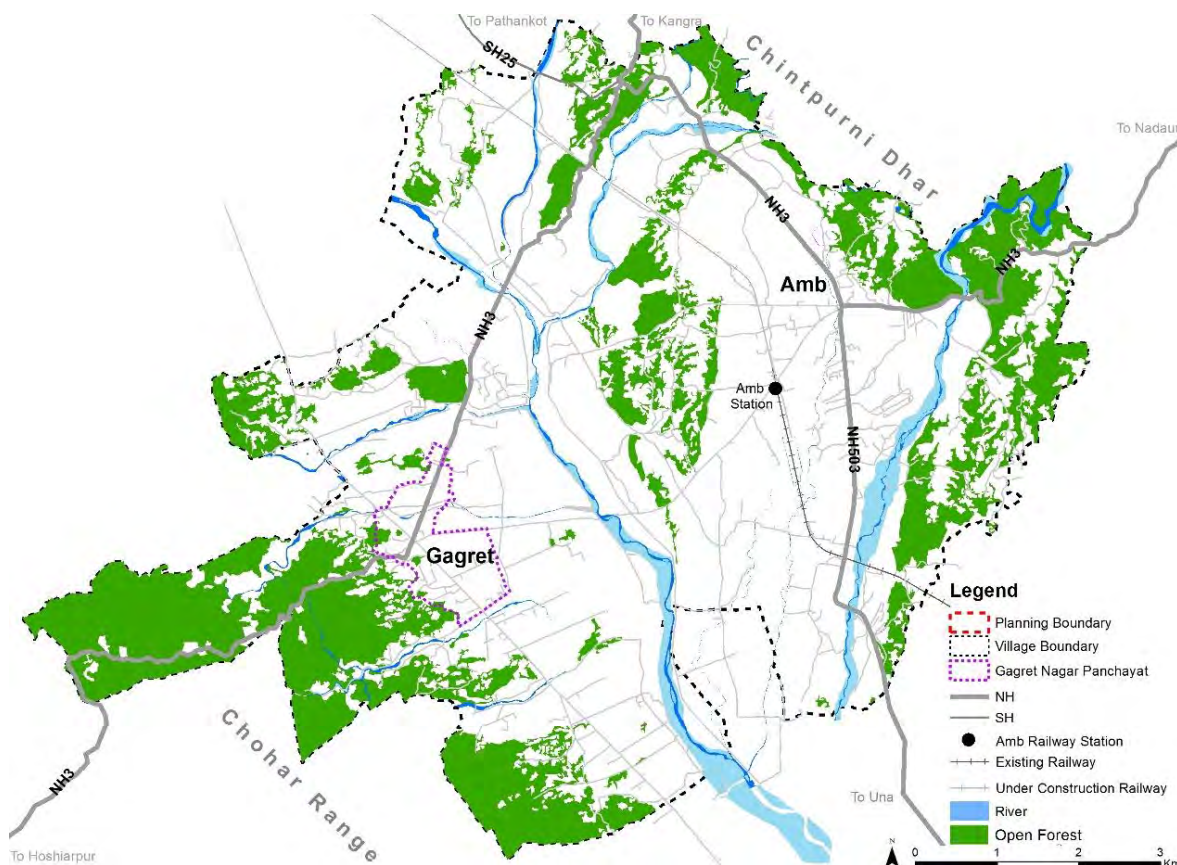 To Pathankot
To Kangra
SH25
Chintpurni Dhar
To Nadaun
NH3
NH3
Amb
NH3
Amb
Station
NH503
Gagret
Chohar Range
NH3
To Hoshiarpur
To Una
Legend
Planning Boundary
Village Boundary
Gagret Nagar Panchayat
NH
SH
Amb Railway Station
Existing Railway
Under Construction Railway
River
Open Forest
N
0 1 2 3
Km